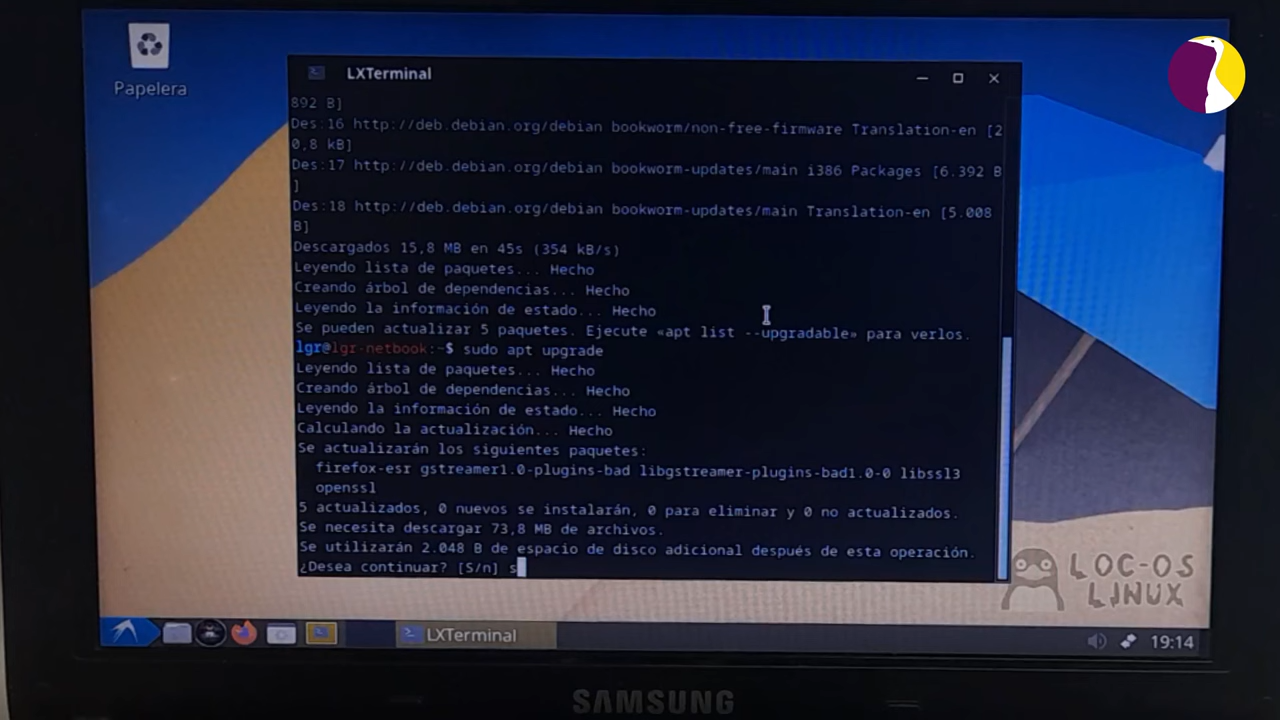 Papelera
LXTerminal
892 B]
Des:16 http://deb.debian.org/debian bookworm/non-free-firmware Translation-en [2
0,8 kB]
Des:17 http://deb.debian.org/debian bookworm-updates/main i386 Packages [6.392 B
]
Des:18 http://deb.debian.org/debian bookworm-updates/main Translation-en [5.008
B]
Descargados 15,8 MB en 45s (354 kB/s)
Leyendo lista de paquetes... Hecho
Creando árbol de dependencias... Hecho
Leyendo la información de estado... Hecho
Se pueden actualizar 5 paquetes. Ejecute «apt list --upgradable» para verlos.
lgr@lgr-netbook:~$ sudo apt upgrade
Leyendo lista de paquetes... Hecho
Creando árbol de dependencias... Hecho
Leyendo la información de estado... Hecho
Calculando la actualización... Hecho
Se actualizarán los siguientes paquetes:
firefox-esr gstreamer1.0-plugins-bad libgstreamer-plugins-bad1.0-0 libssl3
openssl
5 actualizados, 0 nuevos se instalarán, 0 para eliminar y 0 no actualizados.
Se necesita descargar 73,8 MB de archivos.
Se utilizarán 2.048 B de espacio de disco adicional después de esta operación.
¿Desea continuar? [S/n] s
LOC-OS
LINUX
LXTerminal
19:14
SAMSUNG